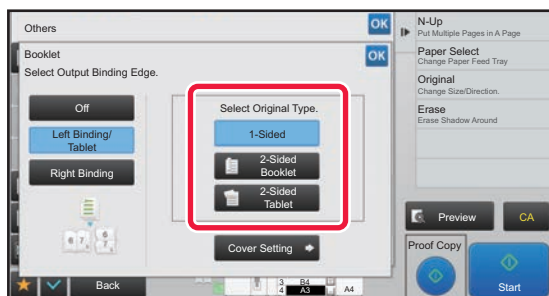 Others
OK
Booklet
OK
Select Output Binding Edge.
Off
Left Binding/
Tablet
Right Binding
Select Original Type.
1-Sided
2-Sided
Booklet
2-Sided
Tablet
Cover Setting
Back
3 B4
4 A3
A4
N-Up
Put Multiple Pages in A Page
Paper Select
Change Paper Feed Tray
Original
Change Size/Direction.
Erase
Erase Shadow Around
Preview
CA
Proof Copy
Start